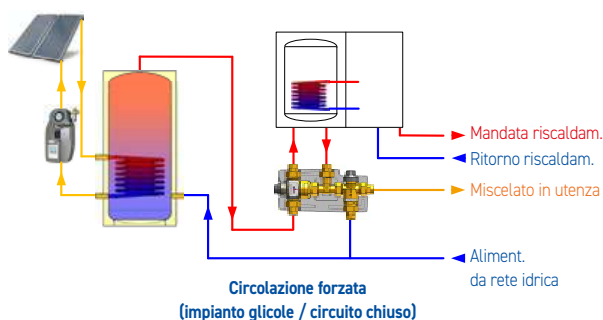 Mandata riscaldam.
Ritorno riscaldam.
Miscelato in utenza
Aliment.
da rete idrica
Circolazione forzata
(impianto glicole / circuito chiuso)